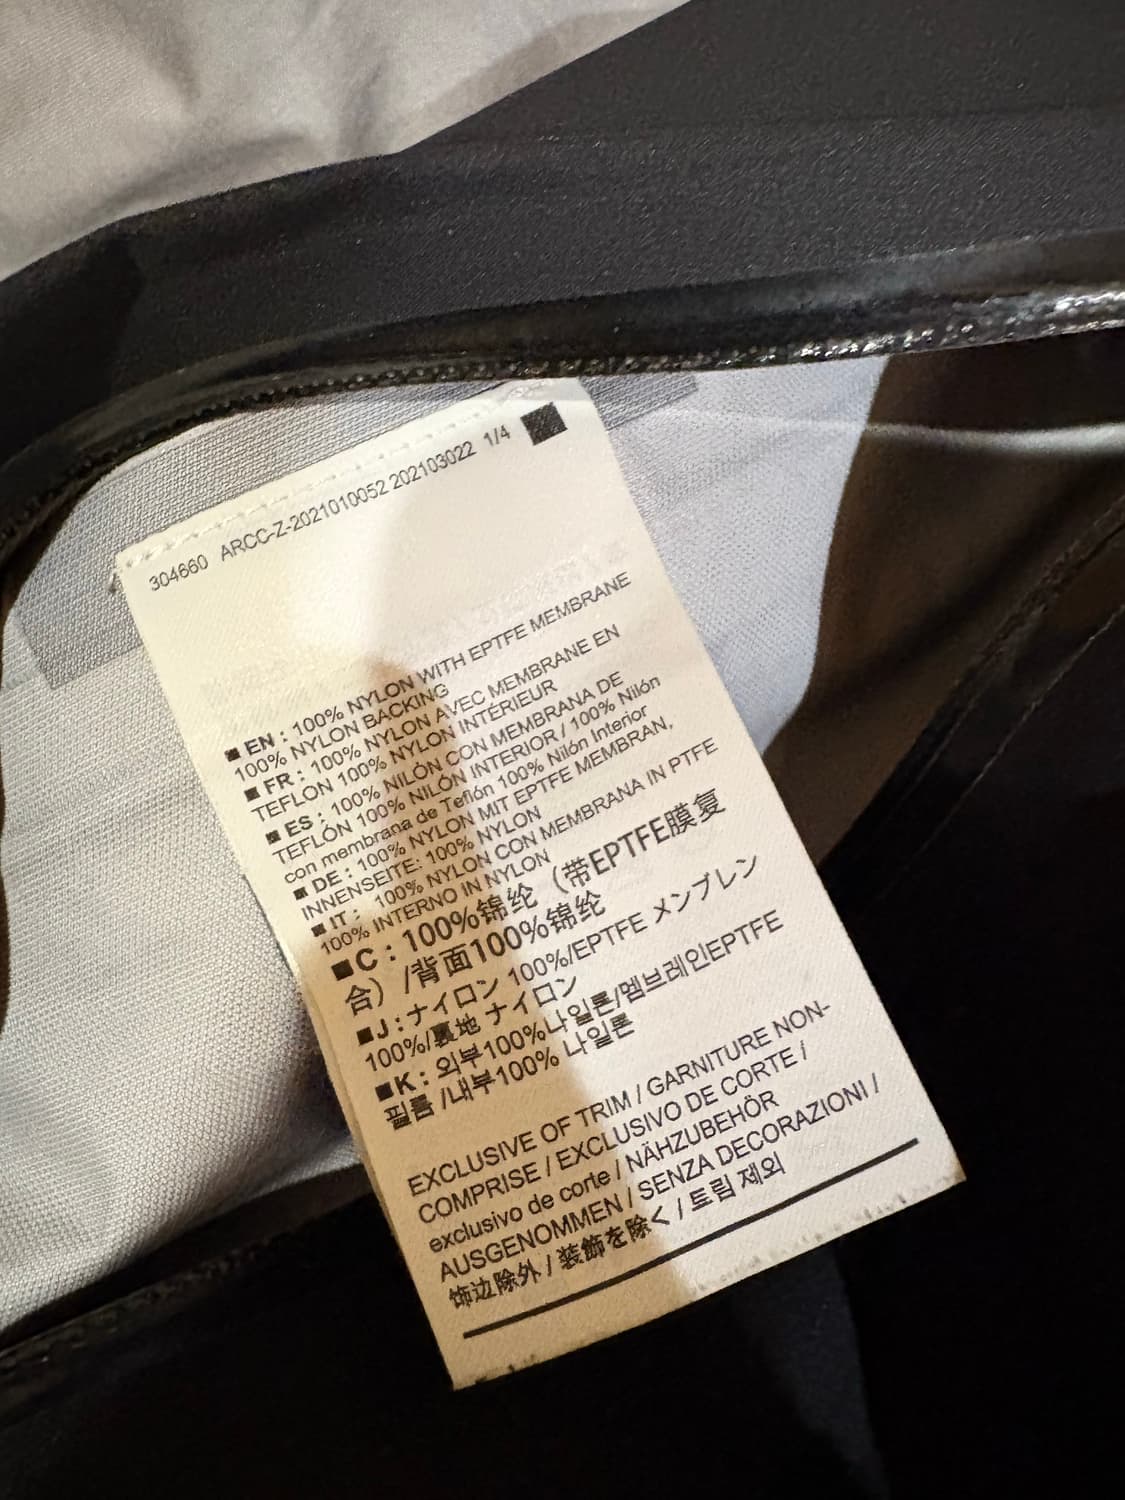 304660 ARCC-Z-2021010052 202103022 1/4
■ EN : 100% NYLON WITH EPTFE MEMBRANE
100% NYLON BACKING
■ FR : 100% NYLON AVEC MEMBRANE EN
TEFLON 100% NYLON INTÉRIEUR
■ ES : 100% NILÓN CON MEMBRANA DE
TEFLÓN 100% NILÓN INTERIOR / 100% Nilón
con membrana de Teflón 100% Nilón Interior
■ DE : 100% NYLON MIT EPTFE MEMBRAN,
INNENSEITE: 100% NYLON
■ IT : 100% NYLON CON MEMBRANA IN PTFE
100% INTERNO IN NYLON
■ C : 100%锦纶（带EPTFE膜复
合）/背面100%锦纶
■ J : ナイロン 100%/EPTFE メンブレン
100%/裏地 ナイロン
■ K : 외부100%나일론/멤브레인EPTFE
필름 /내부100% 나일론
EXCLUSIVE OF TRIM / GARNITURE NON-
COMPRISE / EXCLUSIVO DE CORTE /
exclusivo de corte / NÄHZUBEHÖR
AUSGENOMMEN / SENZA DECORAZIONI /
饰边除外 / 装飾を除く / 트림 제외